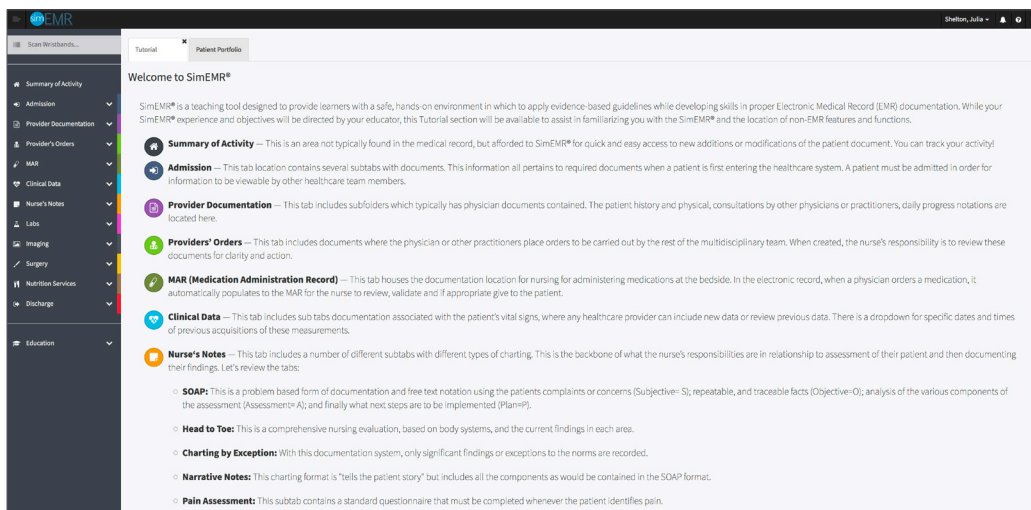 simEMR
Shelton, Julia
Scan Wristbands...
Summary of Activity
Admission
Provider Documentation
Provider's Orders
MAR
Clinical Data
Nurse's Notes
Labs
Imaging
Surgery
Nutrition Services
Discharge
Education
Tutorial
Patient Portfolio
Welcome to SimEMR®
SimEMR® is a teaching tool designed to provide learners with a safe, hands-on environment in which to apply evidence-based guidelines while developing skills in proper Electronic Medical Record (EMR) documentation. While your
SimEMR® experience and objectives will be directed by your educator, this Tutorial section will be available to assist in familiarizing you with the SimEMR® and the location of non-EMR features and functions.
Summary of Activity — This is an area not typically found in the medical record, but afforded to SimEMR® for quick and easy access to new additions or modifications of the patient document. You can track your activity!
Admission — This tab location contains several subtabs with documents. This information all pertains to required documents when a patient is first entering the healthcare system. A patient must be admitted in order for
information to be viewable by other healthcare team members.
Provider Documentation — This tab includes subfolders which typically has physician documents contained. The patient history and physical, consultations by other physicians or practitioners, daily progress notations are
located here.
Providers' Orders — This tab includes documents where the physician or other practitioners place orders to be carried out by the rest of the multidisciplinary team. When created, the nurse's responsibility is to review these
documents for clarity and action.
MAR (Medication Administration Record) — This tab houses the documentation location for nursing for administering medications at the bedside. In the electronic record, when a physician orders a medication, it
automatically populates to the MAR for the nurse to review, validate and if appropriate give to the patient.
Clinical Data — This tab includes sub tabs documentation associated with the patient's vital signs, where any healthcare provider can include new data or review previous data. There is a dropdown for specific dates and times
of previous acquisitions of these measurements.
Nurse's Notes — This tab includes a number of different subtabs with different types of charting. This is the backbone of what the nurse's responsibilities are in relationship to assessment of their patient and then documenting
their findings. Let's review the tabs:
SOAP: This is a problem based form of documentation and free text notation using the patients complaints or concerns (Subjective= S); repeatable, and traceable facts (Objective=O); analysis of the various components of
the assessment (Assessment= A); and finally what next steps are to be implemented (Plan=P).
Head to Toe: This is a comprehensive nursing evaluation, based on body systems, and the current findings in each area.
Charting by Exception: With this documentation system, only significant findings or exceptions to the norms are recorded.
Narrative Notes: This charting format is "tells the patient story" but includes all the components as would be contained in the SOAP format.
Pain Assessment: This subtab contains a standard questionnaire that must be completed whenever the patient identifies pain.